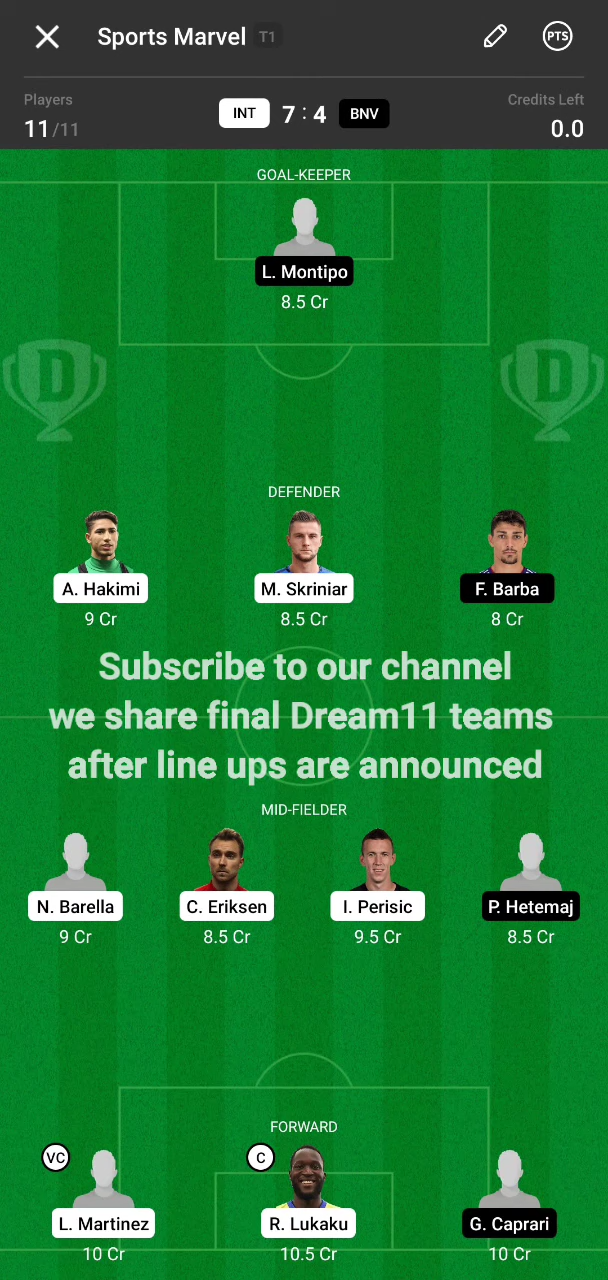 Sports Marvel T1
PTS
Players
Credits Left
11/11
INT 7 : 4 BNV
0.0
GOAL-KEEPER
L. Montipo
8.5 Cr
D
D
DEFENDER
A. Hakimi
M. Skriniar
F. Barba
9 Cr
8.5 Cr
8 Cr
Subscribe to our channel
we share final Dream11 teams
after line ups are announced
MID-FIELDER
N. Barella
C. Eriksen
I. Perisic
P. Hetemaj
9 Cr
8.5 Cr
9.5 Cr
8.5 Cr
FORWARD
VC
C
L. Martinez
R. Lukaku
G. Caprari
10 Cr
10.5 Cr
10 Cr